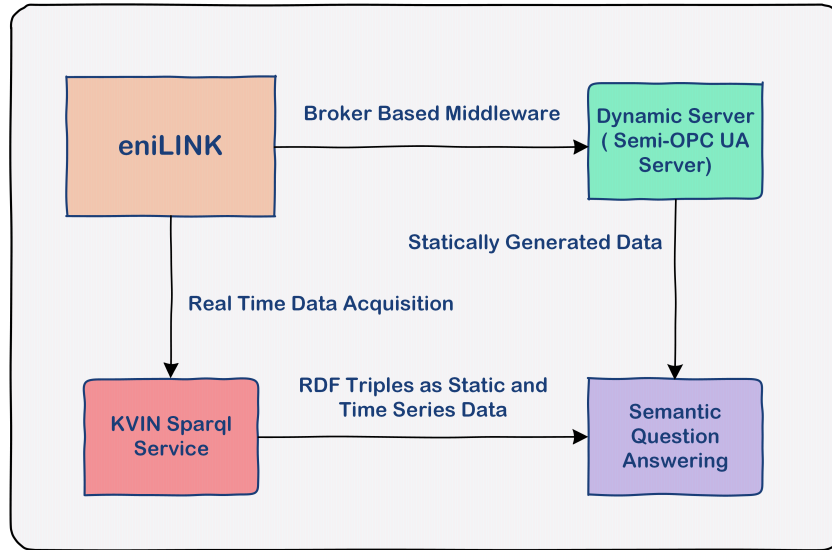 eniLINK
Broker Based Middleware
Dynamic Server
( Semi-OPC UA
Server)
Statically Generated Data
Real Time Data Acquisition
KVIN Sparql
Service
RDF Triples as Static and
Time Series Data
Semantic
Question
Answering